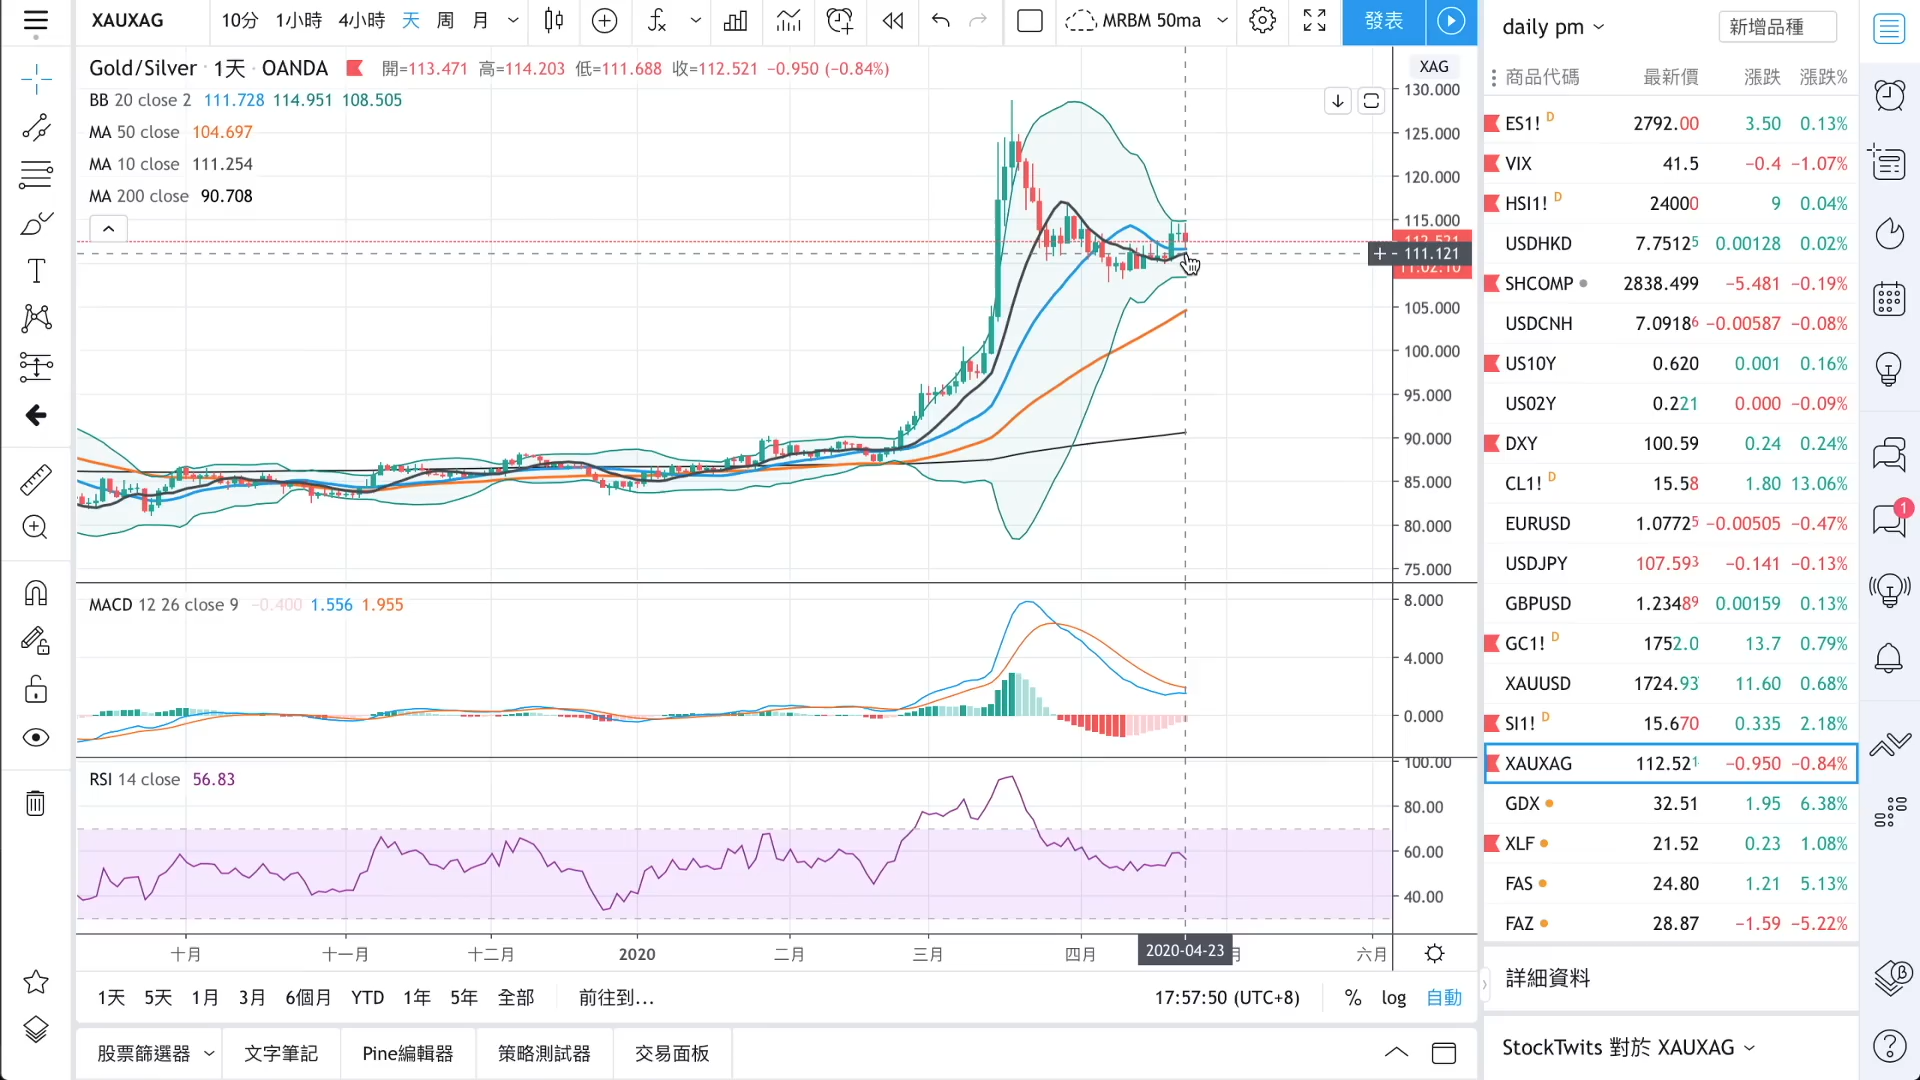 XAUXAG 10分 1小時 4小時 天 周 月 MRBM 50ma 發表
Gold/Silver · 1天 · OANDA 開=113.471 高=114.203 低=111.688 收=112.521 −0.950 (−0.84%)
BB 20 close 2 111.728 114.951 108.505
MA 50 close 104.697
MA 10 close 111.254
MA 200 close 90.708
XAG
130.000
125.000
120.000
115.000
112.521
111.121
11:02:10
105.000
100.000
95.000
90.000
85.000
80.000
75.000
MACD 12 26 close 9 −0.400 1.556 1.955
8.000
4.000
0.000
RSI 14 close 56.83
100.00
80.00
60.00
40.00
十月 十一月 十二月 2020 二月 三月 四月 2020-04-23 月 六月
1天 5天 1月 3月 6個月 YTD 1年 5年 全部 前往到... 17:57:50 (UTC+8) % log 自動
股票篩選器 文字筆記 Pine編輯器 策略測試器 交易面板
daily pm 新增品種
商品代碼 最新價 漲跌 漲跌%
ES1! D 2792.00 3.50 0.13%
VIX 41.5 −0.4 −1.07%
HSI1! D 24000 9 0.04%
USDHKD 7.75125 0.00128 0.02%
SHCOMP 2838.499 −5.481 −0.19%
USDCNH 7.09186 −0.00587 −0.08%
US10Y 0.620 0.001 0.16%
US02Y 0.221 0.000 −0.09%
DXY 100.59 0.24 0.24%
CL1! D 15.58 1.80 13.06%
EURUSD 1.07725 −0.00505 −0.47%
USDJPY 107.593 −0.141 −0.13%
GBPUSD 1.23489 0.00159 0.13%
GC1! D 1752.0 13.7 0.79%
XAUUSD 1724.93 11.60 0.68%
SI1! D 15.670 0.335 2.18%
XAUXAG 112.521 −0.950 −0.84%
GDX 32.51 1.95 6.38%
XLF 21.52 0.23 1.08%
FAS 24.80 1.21 5.13%
FAZ 28.87 −1.59 −5.22%
詳細資料
StockTwits 對於 XAUXAG
1
β